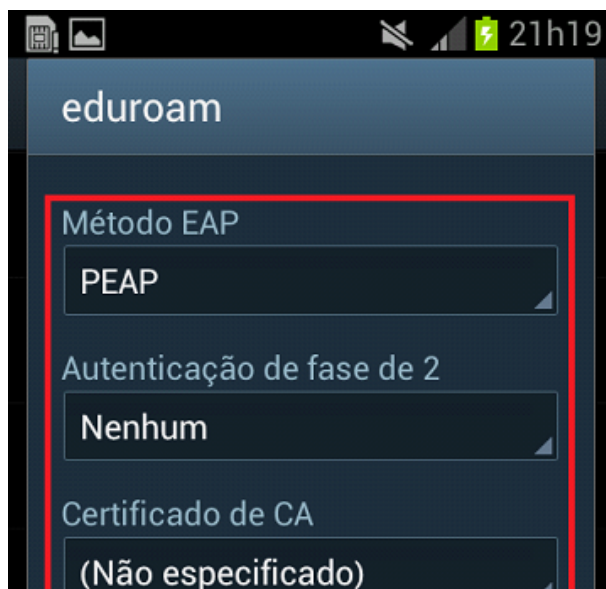 21h19
eduroam
Método EAP
PEAP
Autenticação de fase de 2
Nenhum
Certificado de CA
(Não especificado)